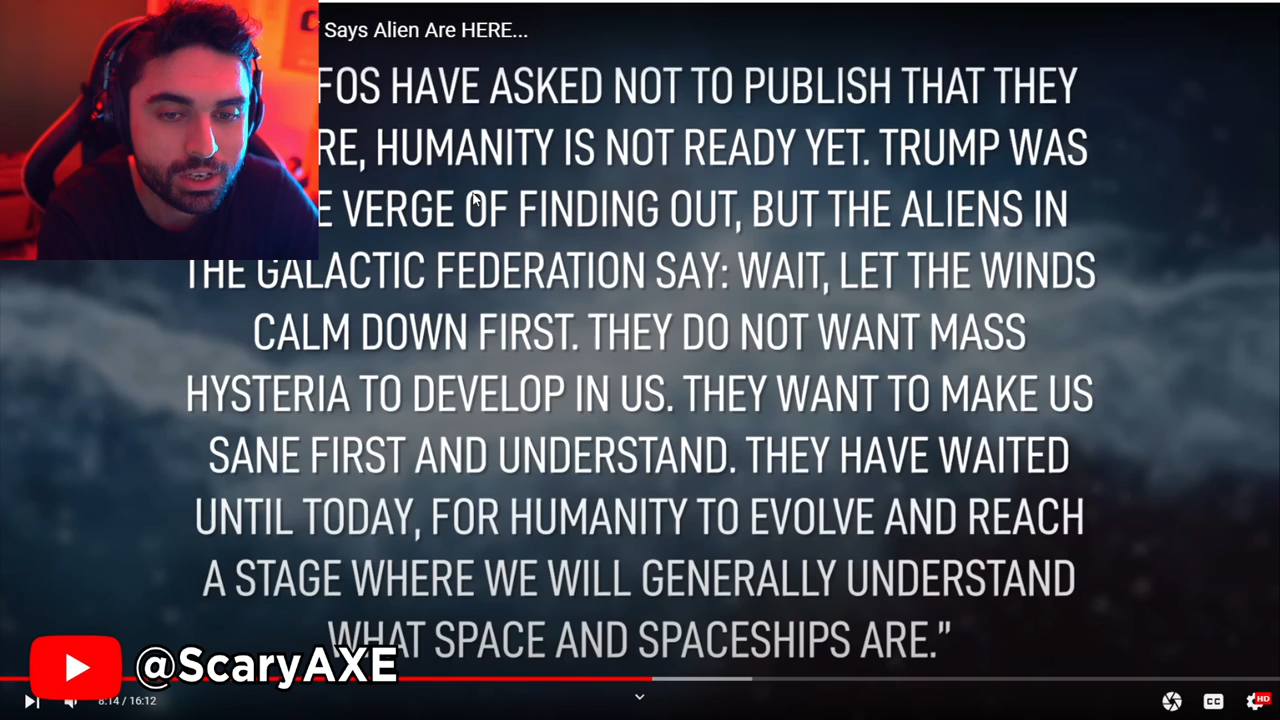 Says Alien Are HERE...
FOS HAVE ASKED NOT TO PUBLISH THAT THEY
RE, HUMANITY IS NOT READY YET. TRUMP WAS
E VERGE OF FINDING OUT, BUT THE ALIENS IN
THE GALACTIC FEDERATION SAY: WAIT, LET THE WINDS
CALM DOWN FIRST. THEY DO NOT WANT MASS
HYSTERIA TO DEVELOP IN US. THEY WANT TO MAKE US
SANE FIRST AND UNDERSTAND. THEY HAVE WAITED
UNTIL TODAY, FOR HUMANITY TO EVOLVE AND REACH
A STAGE WHERE WE WILL GENERALLY UNDERSTAND
WHAT SPACE AND SPACESHIPS ARE.”
@ScaryAXE
8:14 / 16:12
CC
HD